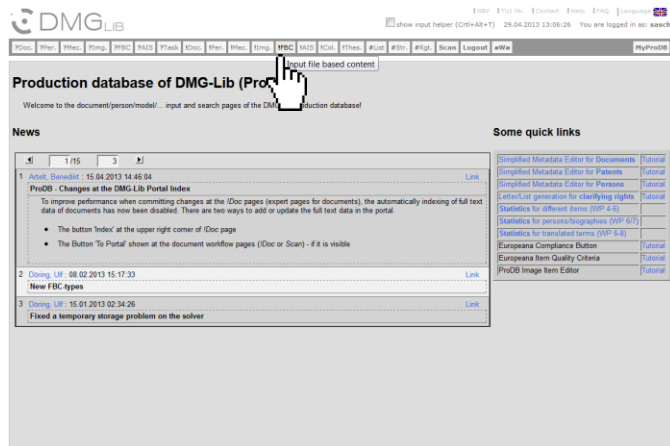 DMG LIB
DBV TUI Ids. Contact Help FAQ Language
show input helper (Crtl+Alt+T) 29.04.2013 13:06:26 You are logged in as: sasch
?Doc. ?Per. ?Mec. ?Img. ?FBC ?AIS ?Task !Doc. !Per. !Mec. !Img. !FBC !AIS !Col. !Thes. #List #Str. #Rgt. Scan Logout eWw MyProDB
Input file based content
Production database of DMG-Lib (Pro
Welcome to the document/person/model/... input and search pages of the DMG oduction database!
News
Some quick links
1/15 3
1 Artelt, Benedikt : 15.04.2013 14:46:04 Link
ProDB - Changes at the DMG-Lib Portal Index
To improve performance when committing changes at the !Doc pages (expert pages for documents), the automatically indexing of full text
data of documents has now been disabled. There are two ways to add or update the full text data in the portal.
• The button 'Index' at the upper right corner of !Doc page
• The Button 'To Portal' shown at the document workflow pages (!Doc or Scan) - if it is visible
2 Döring, Ulf : 08.02.2013 15:17:33 Link
New FBC-types
3 Döring, Ulf : 15.01.2013 02:34:26 Link
Fixed a temporary storage problem on the solver
Simplified Metadata Editor for Documents Tutorial
Simplified Metadata Editor for Patents Tutorial
Simplified Metadata Editor for Persons Tutorial
Letter/List generation for clarifying rights Tutorial
Statistics for different items (WP 4-6)
Statistics for persons/biographies (WP 6/7)
Statistics for translated terms (WP 6-8)
Europeana Compliance Button Tutorial
Europeana Item Quality Criteria Tutorial
ProDB Image Item Editor Tutorial